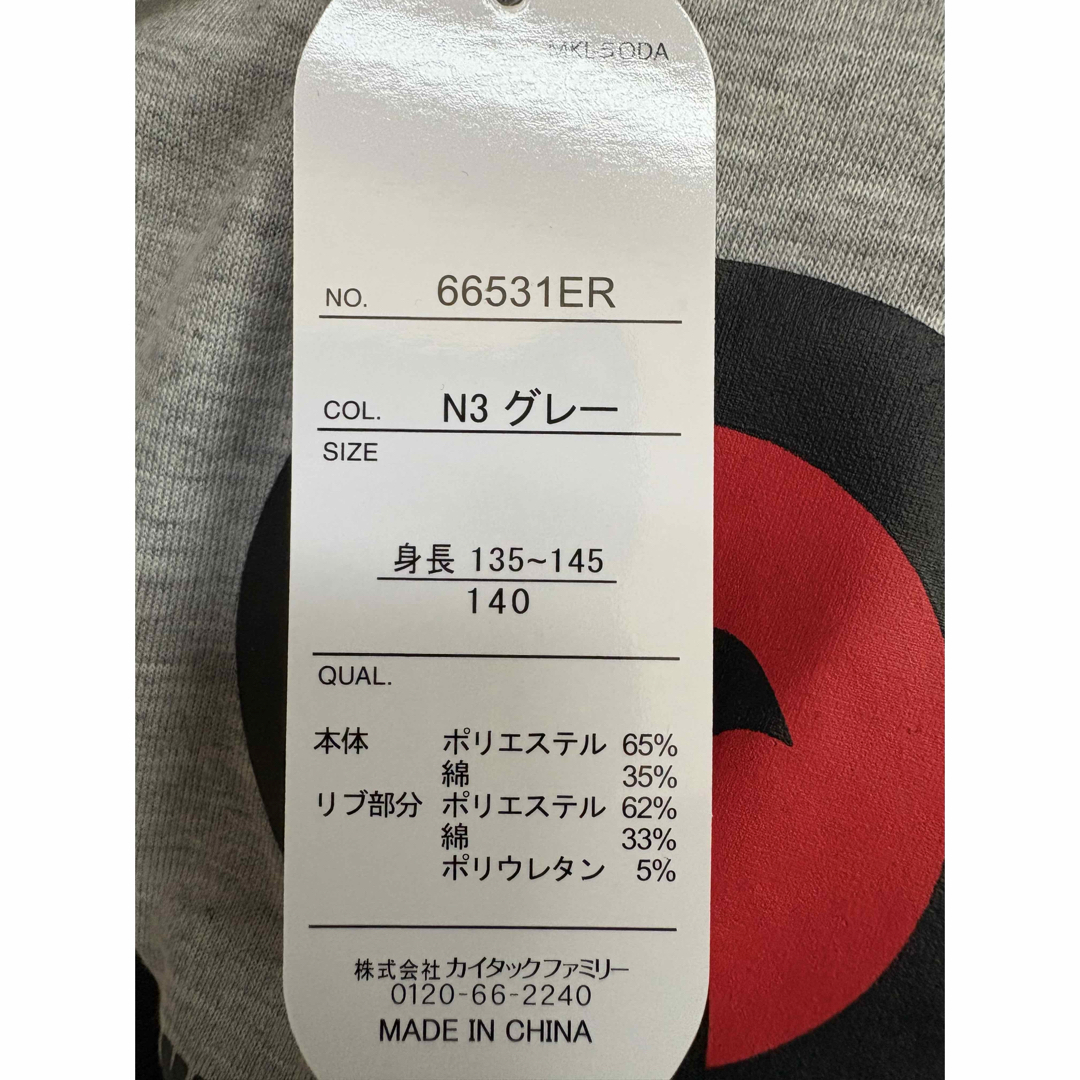 NO. 66531ER
COL. N3 グレー
SIZE
身長 135~145
140
QUAL.
本体 ポリエステル 65%
綿 35%
リブ部分 ポリエステル 62%
綿 33%
ポリウレタン 5%
株式会社カイタックファミリー
0120-66-2240
MADE IN CHINA